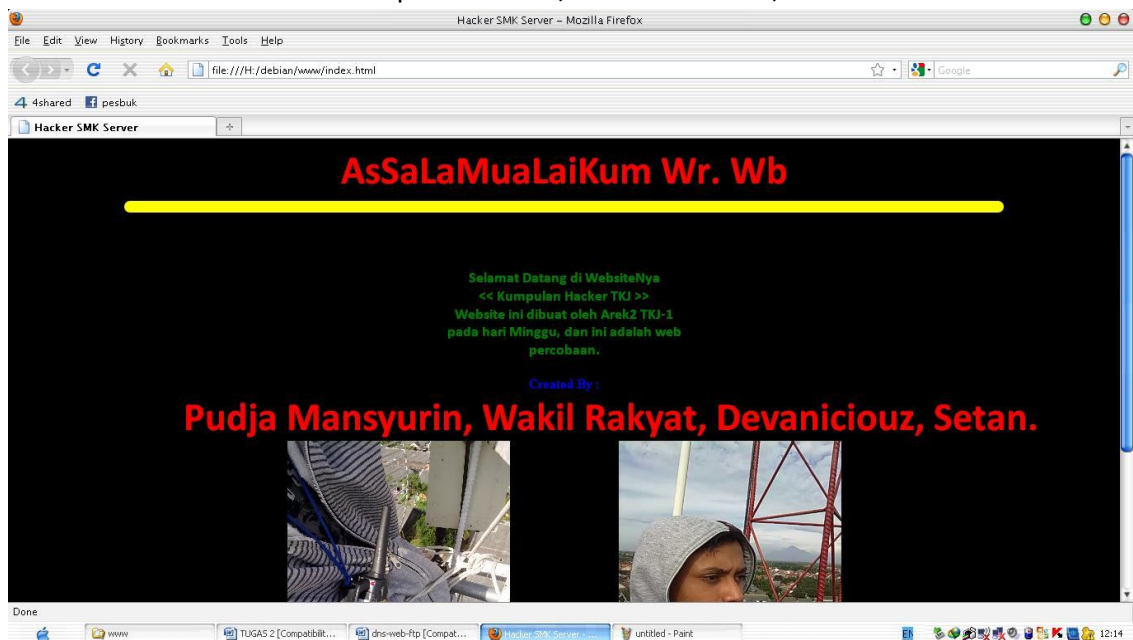 Hacker SMK Server – Mozilla Firefox
File Edit View History Bookmarks Tools Help
file:///H:/debian/www/index.html
Google
4shared pesbuk
Hacker SMK Server
AsSaLaMuaLaiKum Wr. Wb
Selamat Datang di WebsiteNya
<< Kumpulan Hacker TKJ >>
Website ini dibuat oleh Arek2 TKJ-1
pada hari Minggu, dan ini adalah web
percobaan.
Created By :
Pudja Mansyurin, Wakil Rakyat, Devaniciouz, Setan.
Done
www TUGAS 2 [Compatibilit... dns-web-ftp [Compat... Hacker SMK Server - ... untitled - Paint EN 12:14